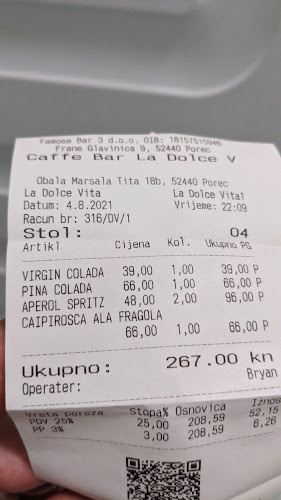 Famose Bar 3 d.o.o. OIB: 18157515946
Frane Glavinica 9, 52440 Porec
Caffe Bar La Dolce V
Obala Marsala Tita 18b, 52440 Porec
La Dolce Vita La Dolce Vita1
Datum: 4.8.2021 Vrijeme: 22:09
Racun br: 316/DV/1
Stol: 04
Artikl Cijena Kol. Ukupno PG
VIRGIN COLADA 39,00 1,00 39,00 P
PINA COLADA 66,00 1,00 66,00 P
APEROL SPRITZ 48,00 2,00 96,00 P
CAIPIROSCA ALA FRAGOLA
66,00 1,00 66,00 P
Ukupno: 267.00 kn
Operater: Bryan
Vrsta poreza Stopa% Osnovica Iznos
PDV 25% 25,00 208,59 52,15
PP 3% 3,00 208,59 6,26